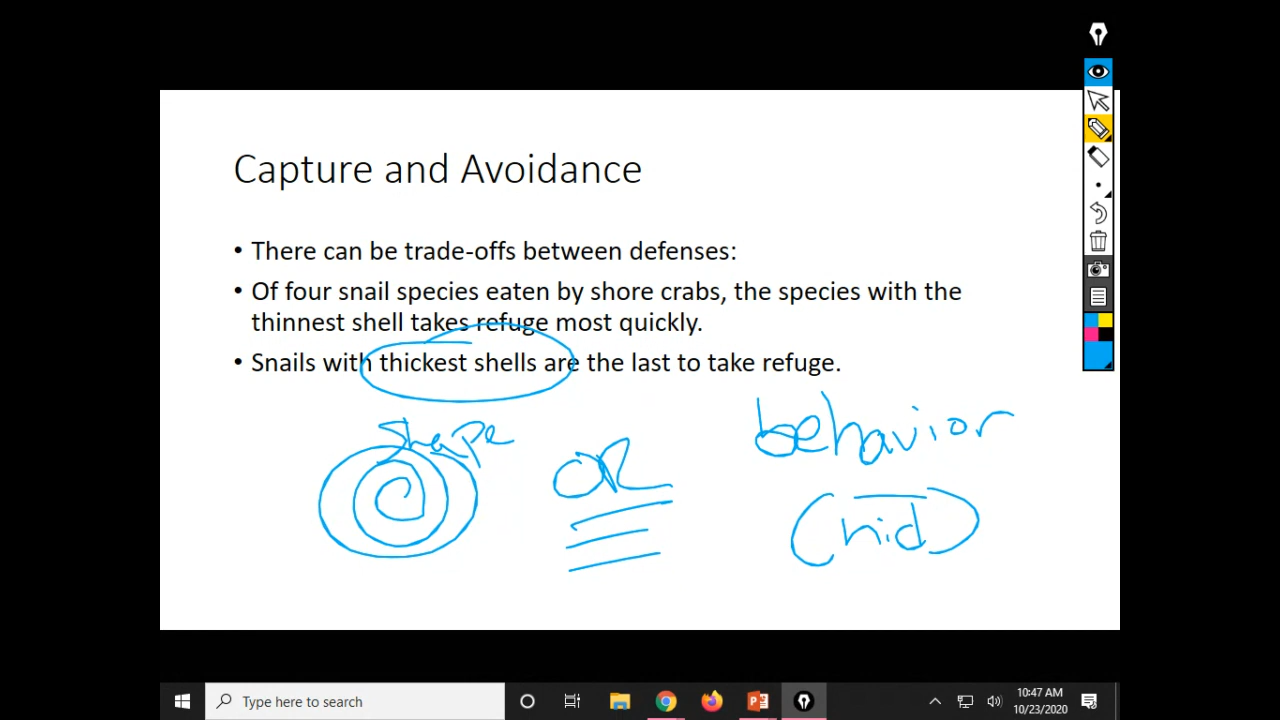 Capture and Avoidance
• There can be trade-offs between defenses:
• Of four snail species eaten by shore crabs, the species with the
thinnest shell takes refuge most quickly.
• Snails with thickest shells are the last to take refuge.
shape
OR
behavior
(hid)
Type here to search
10:47 AM
10/23/2020